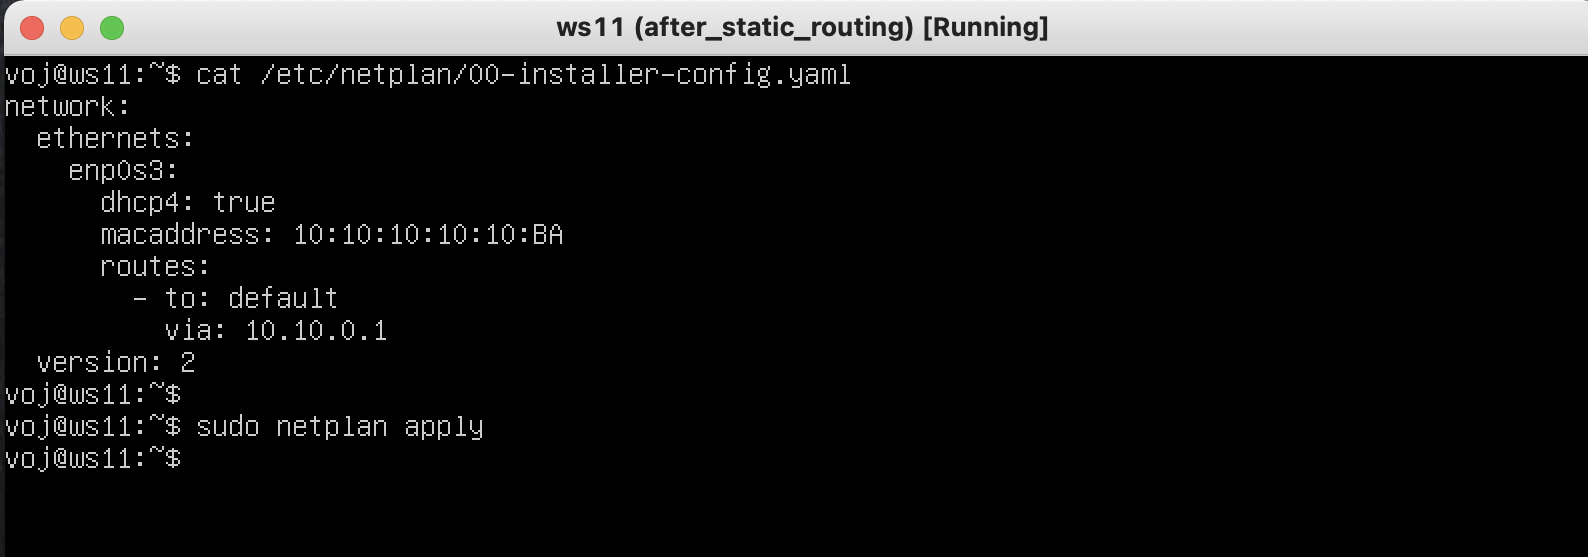 ws11 (after_static_routing) [Running]
voj@ws11:~$ cat /etc/netplan/00-installer-config.yaml
network:
  ethernets:
    enp0s3:
      dhcp4: true
      macaddress: 10:10:10:10:10:BA
      routes:
        - to: default
          via: 10.10.0.1
  version: 2
voj@ws11:~$
voj@ws11:~$ sudo netplan apply
voj@ws11:~$